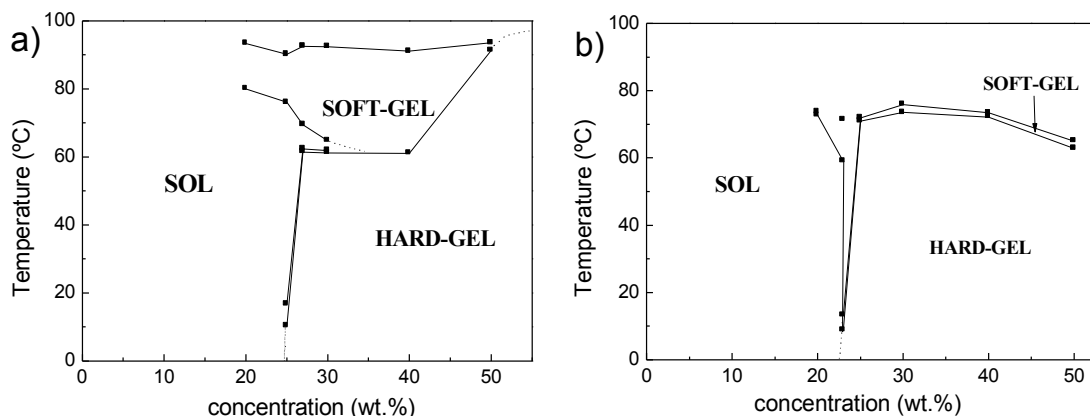 a)
100
80
60
40
20
0
Temperature (ºC)
SOFT-GEL
SOL
HARD-GEL
0 10 20 30 40 50
concentration (wt.%)
b)
100
80
60
40
20
0
Temperature (ºC)
SOFT-GEL
SOL
HARD-GEL
0 10 20 30 40 50
concentration (wt.%)